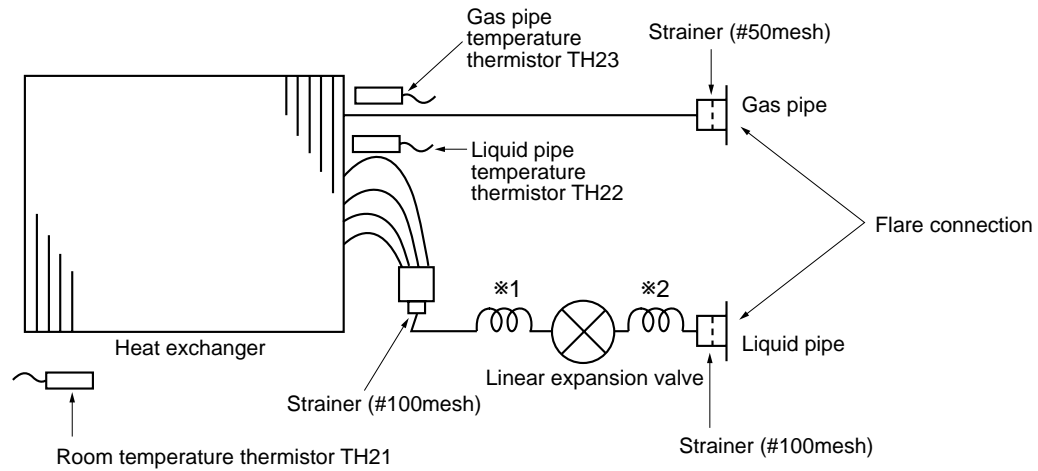 Gas pipe
temperature
thermistor TH23
Strainer (#50mesh)
Gas pipe
Liquid pipe
temperature
thermistor TH22
Flare connection
※1
※2
Heat exchanger
Linear expansion valve
Liquid pipe
Strainer (#100mesh)
Strainer (#100mesh)
Room temperature thermistor TH21